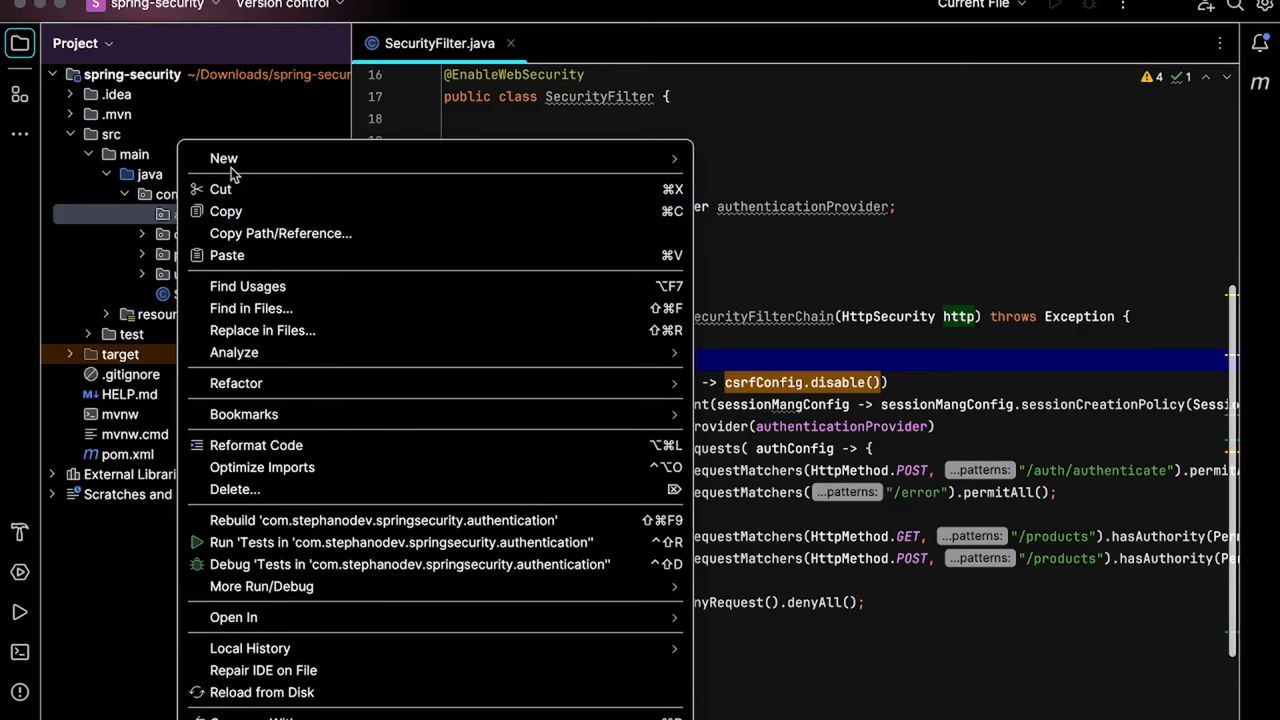 S spring-security Version control Current File
Project
SecurityFilter.java
spring-security ~/Downloads/spring-secur
.idea
.mvn
src
main
java
com
resour
test
target
.gitignore
HELP.md
mvnw
mvnw.cmd
pom.xml
External Librari
Scratches and
New
Cut ⌘X
Copy ⌘C
Copy Path/Reference...
Paste ⌘V
Find Usages ⌥F7
Find in Files... ⇧⌘F
Replace in Files... ⇧⌘R
Analyze
Refactor
Bookmarks
Reformat Code ⌥⌘L
Optimize Imports ^⌥O
Delete... ⌦
Rebuild 'com.stephanodev.springsecurity.authentication' ⇧⌘F9
Run 'Tests in 'com.stephanodev.springsecurity.authentication'' ^⇧R
Debug 'Tests in 'com.stephanodev.springsecurity.authentication'' ^⇧D
More Run/Debug
Open In
Local History
Repair IDE on File
Reload from Disk
16 @EnableWebSecurity
17 public class SecurityFilter {
18
4 1
er authenticationProvider;
ecurityFilterChain(HttpSecurity http) throws Exception {
-> csrfConfig.disable())
nt(sessionMangConfig -> sessionMangConfig.sessionCreationPolicy(Sessi
rovider(authenticationProvider)
quests( authConfig -> {
equestMatchers(HttpMethod.POST, ...patterns: "/auth/authenticate").permitA
equestMatchers( ...patterns: "/error").permitAll();
equestMatchers(HttpMethod.GET, ...patterns: "/products").hasAuthority(Per
equestMatchers(HttpMethod.POST, ...patterns: "/products").hasAuthority(Pe
nyRequest().denyAll();
m